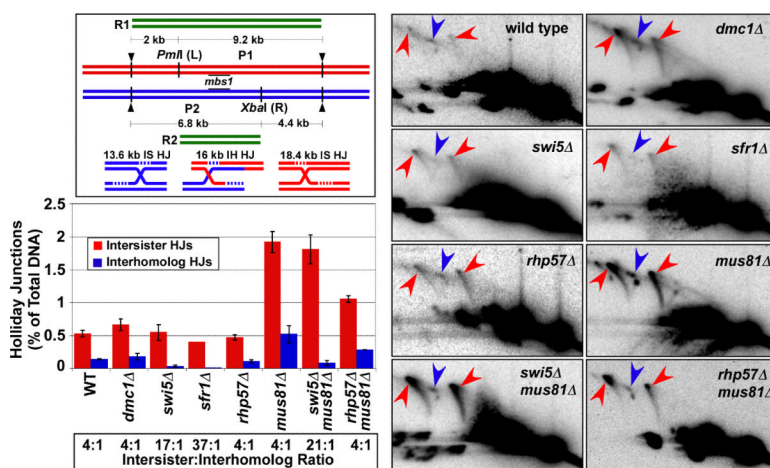 R1
2 kb 9.2 kb
PmlI (L) P1
mbs1
P2 XbaI (R)
6.8 kb 4.4 kb
R2
13.6 kb IS HJ 16 kb IH HJ 18.4 kb IS HJ
Holliday Junctions
(% of Total DNA)
2.5
2
1.5
1
0.5
0
Intersister HJs
Interhomolog HJs
WT
dmc1Δ
swi5Δ
sfr1Δ
rhp57Δ
mus81Δ
swi5Δ
mus81Δ
rhp57Δ
mus81Δ
4:1 4:1 17:1 37:1 4:1 4:1 21:1 4:1
Intersister:Interhomolog Ratio
wild type
dmc1Δ
swi5Δ
sfr1Δ
rhp57Δ
mus81Δ
swi5Δ
mus81Δ
rhp57Δ
mus81Δ